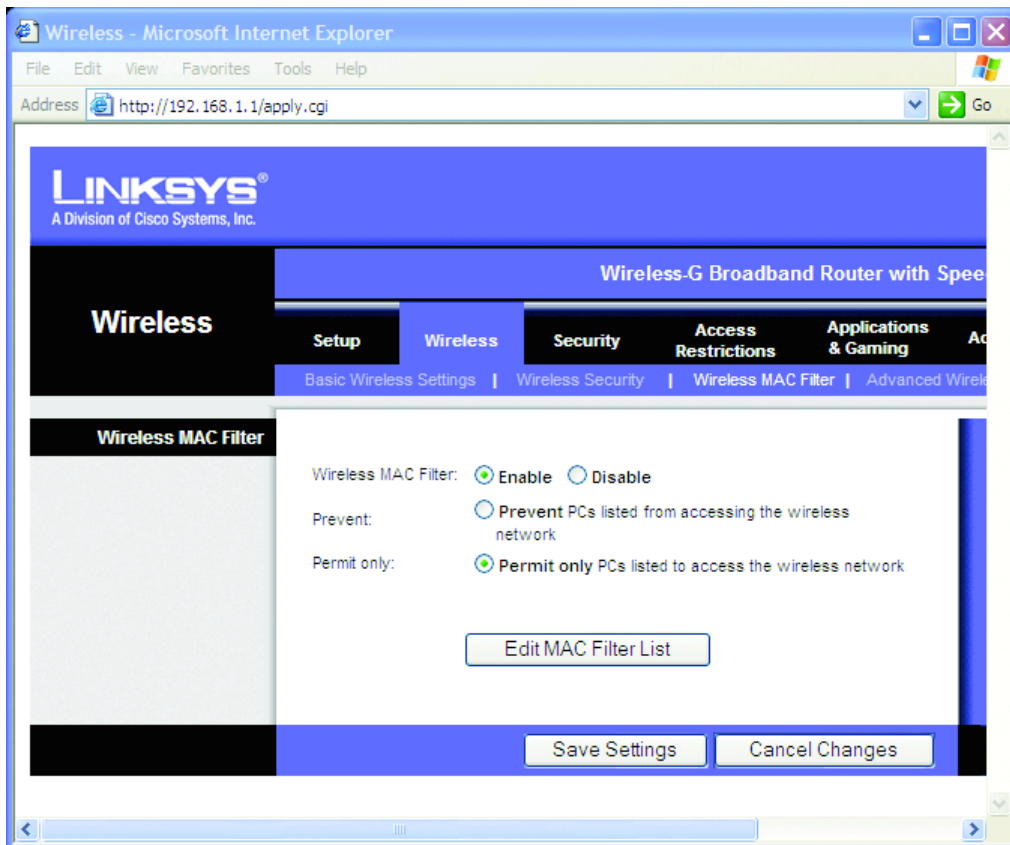 Wireless - Microsoft Internet Explorer
File Edit View Favorites Tools Help
Address http://192.168.1.1/apply.cgi Go
LINKSYS®
A Division of Cisco Systems, Inc.
Wireless-G Broadband Router with Spee
Wireless
Setup Wireless Security Access Restrictions Applications & Gaming Ad
Basic Wireless Settings | Wireless Security | Wireless MAC Filter | Advanced Wirele
Wireless MAC Filter
Wireless MAC Filter: Enable Disable
Prevent: Prevent PCs listed from accessing the wireless
network
Permit only: Permit only PCs listed to access the wireless network
Edit MAC Filter List
Save Settings Cancel Changes